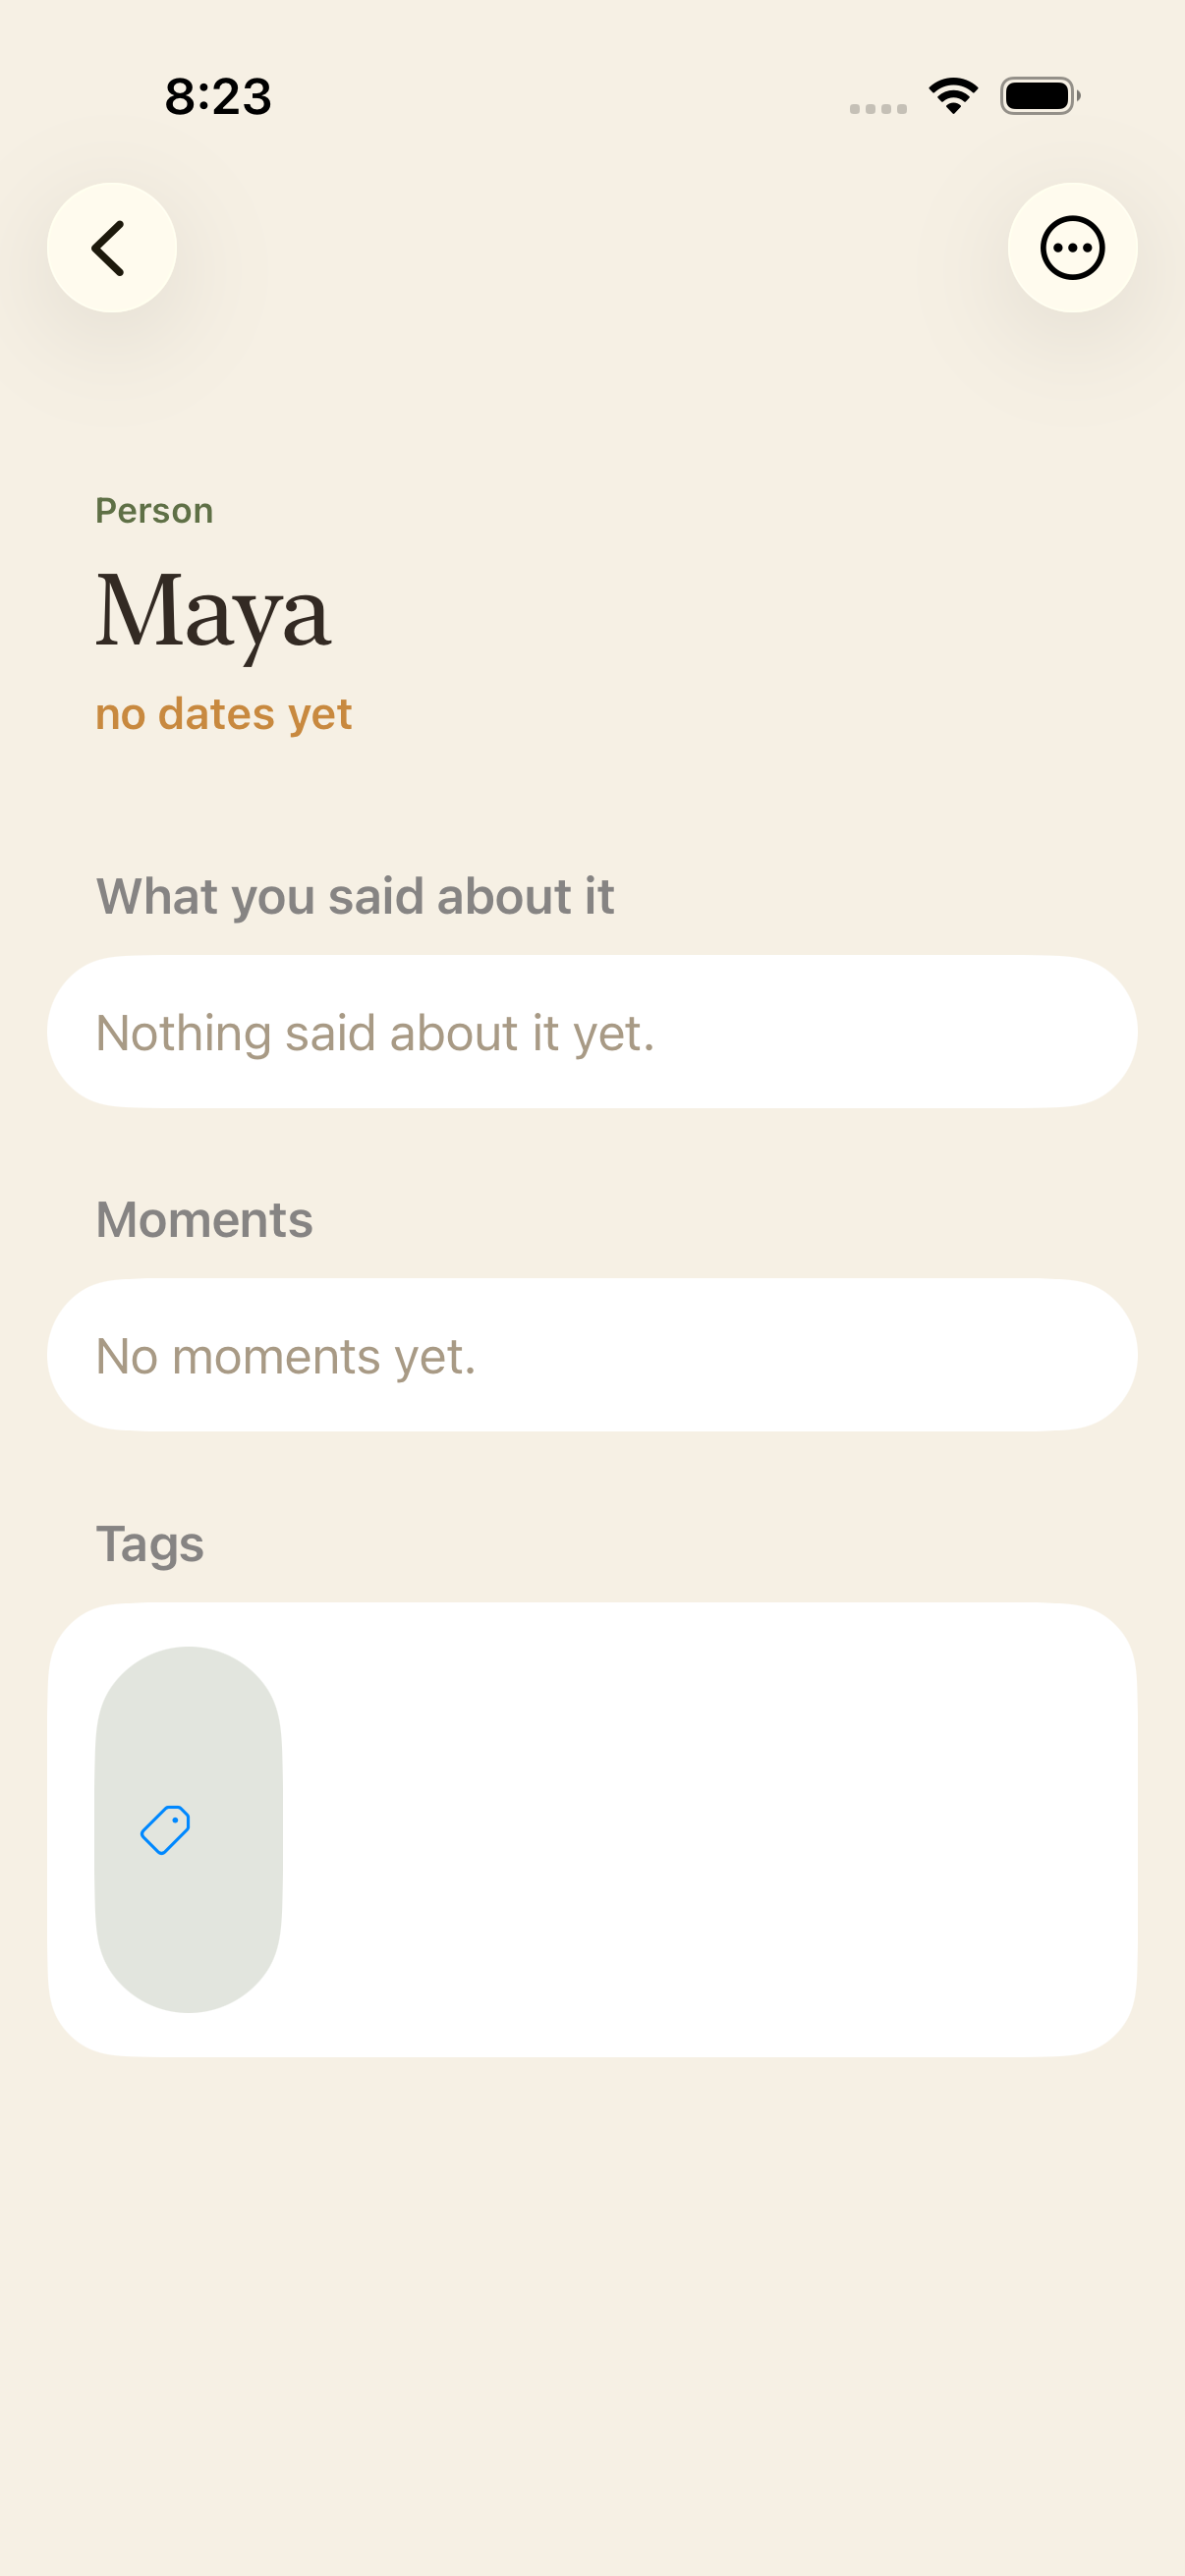 8:23
Person
Maya
no dates yet
What you said about it
Nothing said about it yet.
Moments
No moments yet.
Tags